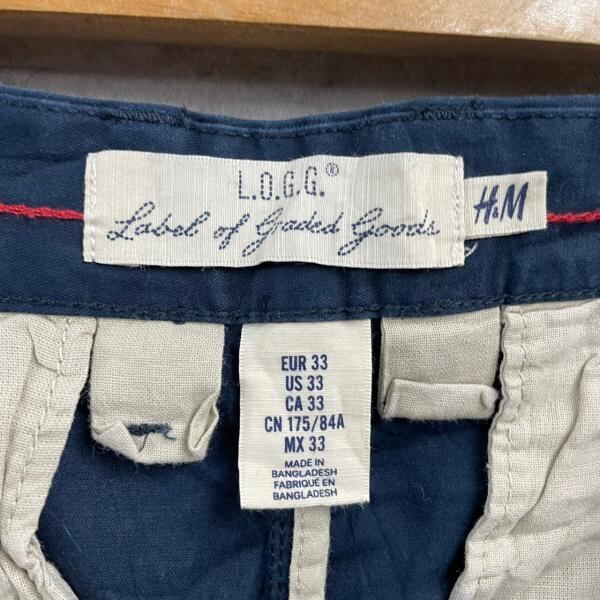 L.O.G.G.®
Label of Graded Goods
H&M
EUR 33
US 33
CA 33
CN 175/84A
MX 33
MADE IN
BANGLADESH
FABRIQUÉ EN
BANGLADESH